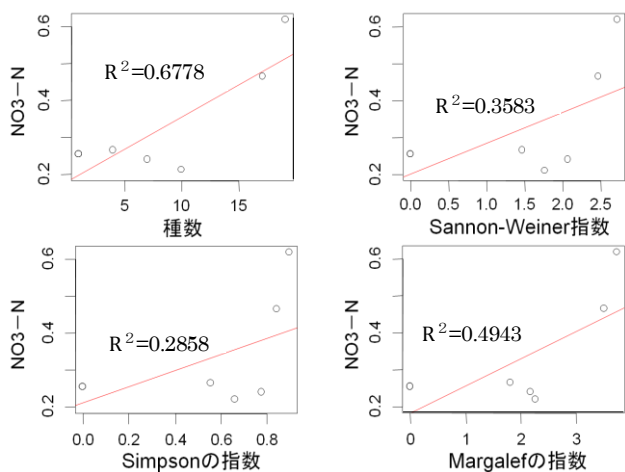 0.6
0.4
0.2
NO3−N
R²=0.6778
5
10
15
種数
0.6
0.4
0.2
NO3−N
R²=0.3583
0.0
0.5
1.0
1.5
2.0
2.5
Sannon-Weiner指数
0.6
0.4
0.2
NO3−N
R²=0.2858
0.0
0.2
0.4
0.6
0.8
Simpsonの指数
0.6
0.4
0.2
NO3−N
R²=0.4943
0
1
2
3
Margalefの指数